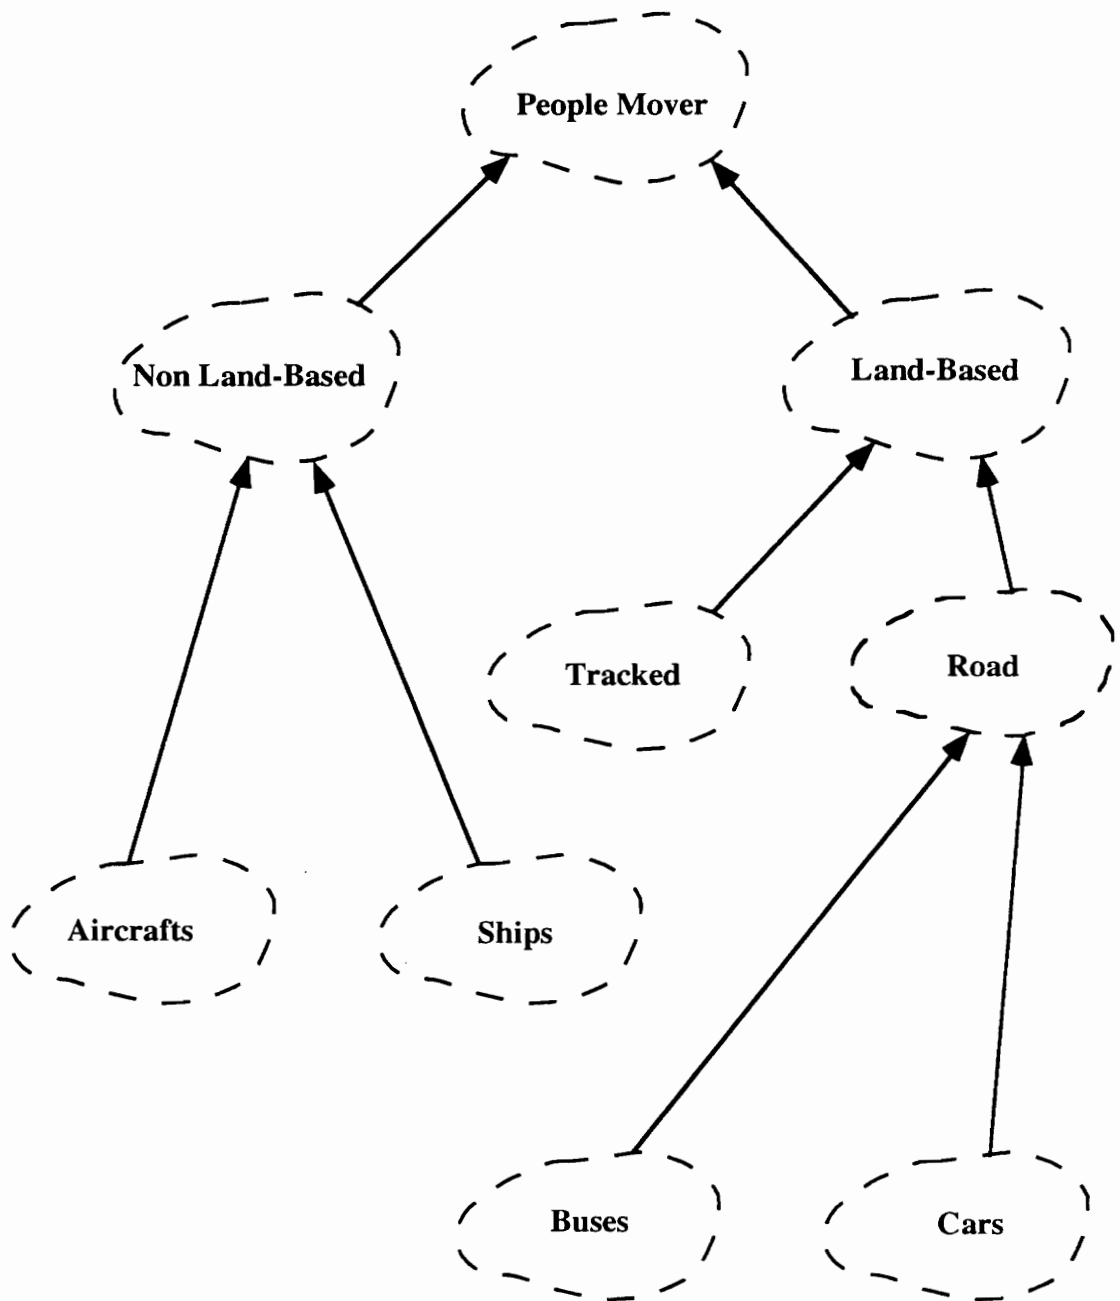 People Mover
Non Land-Based
Land-Based
Tracked
Road
Aircrafts
Ships
Buses
Cars